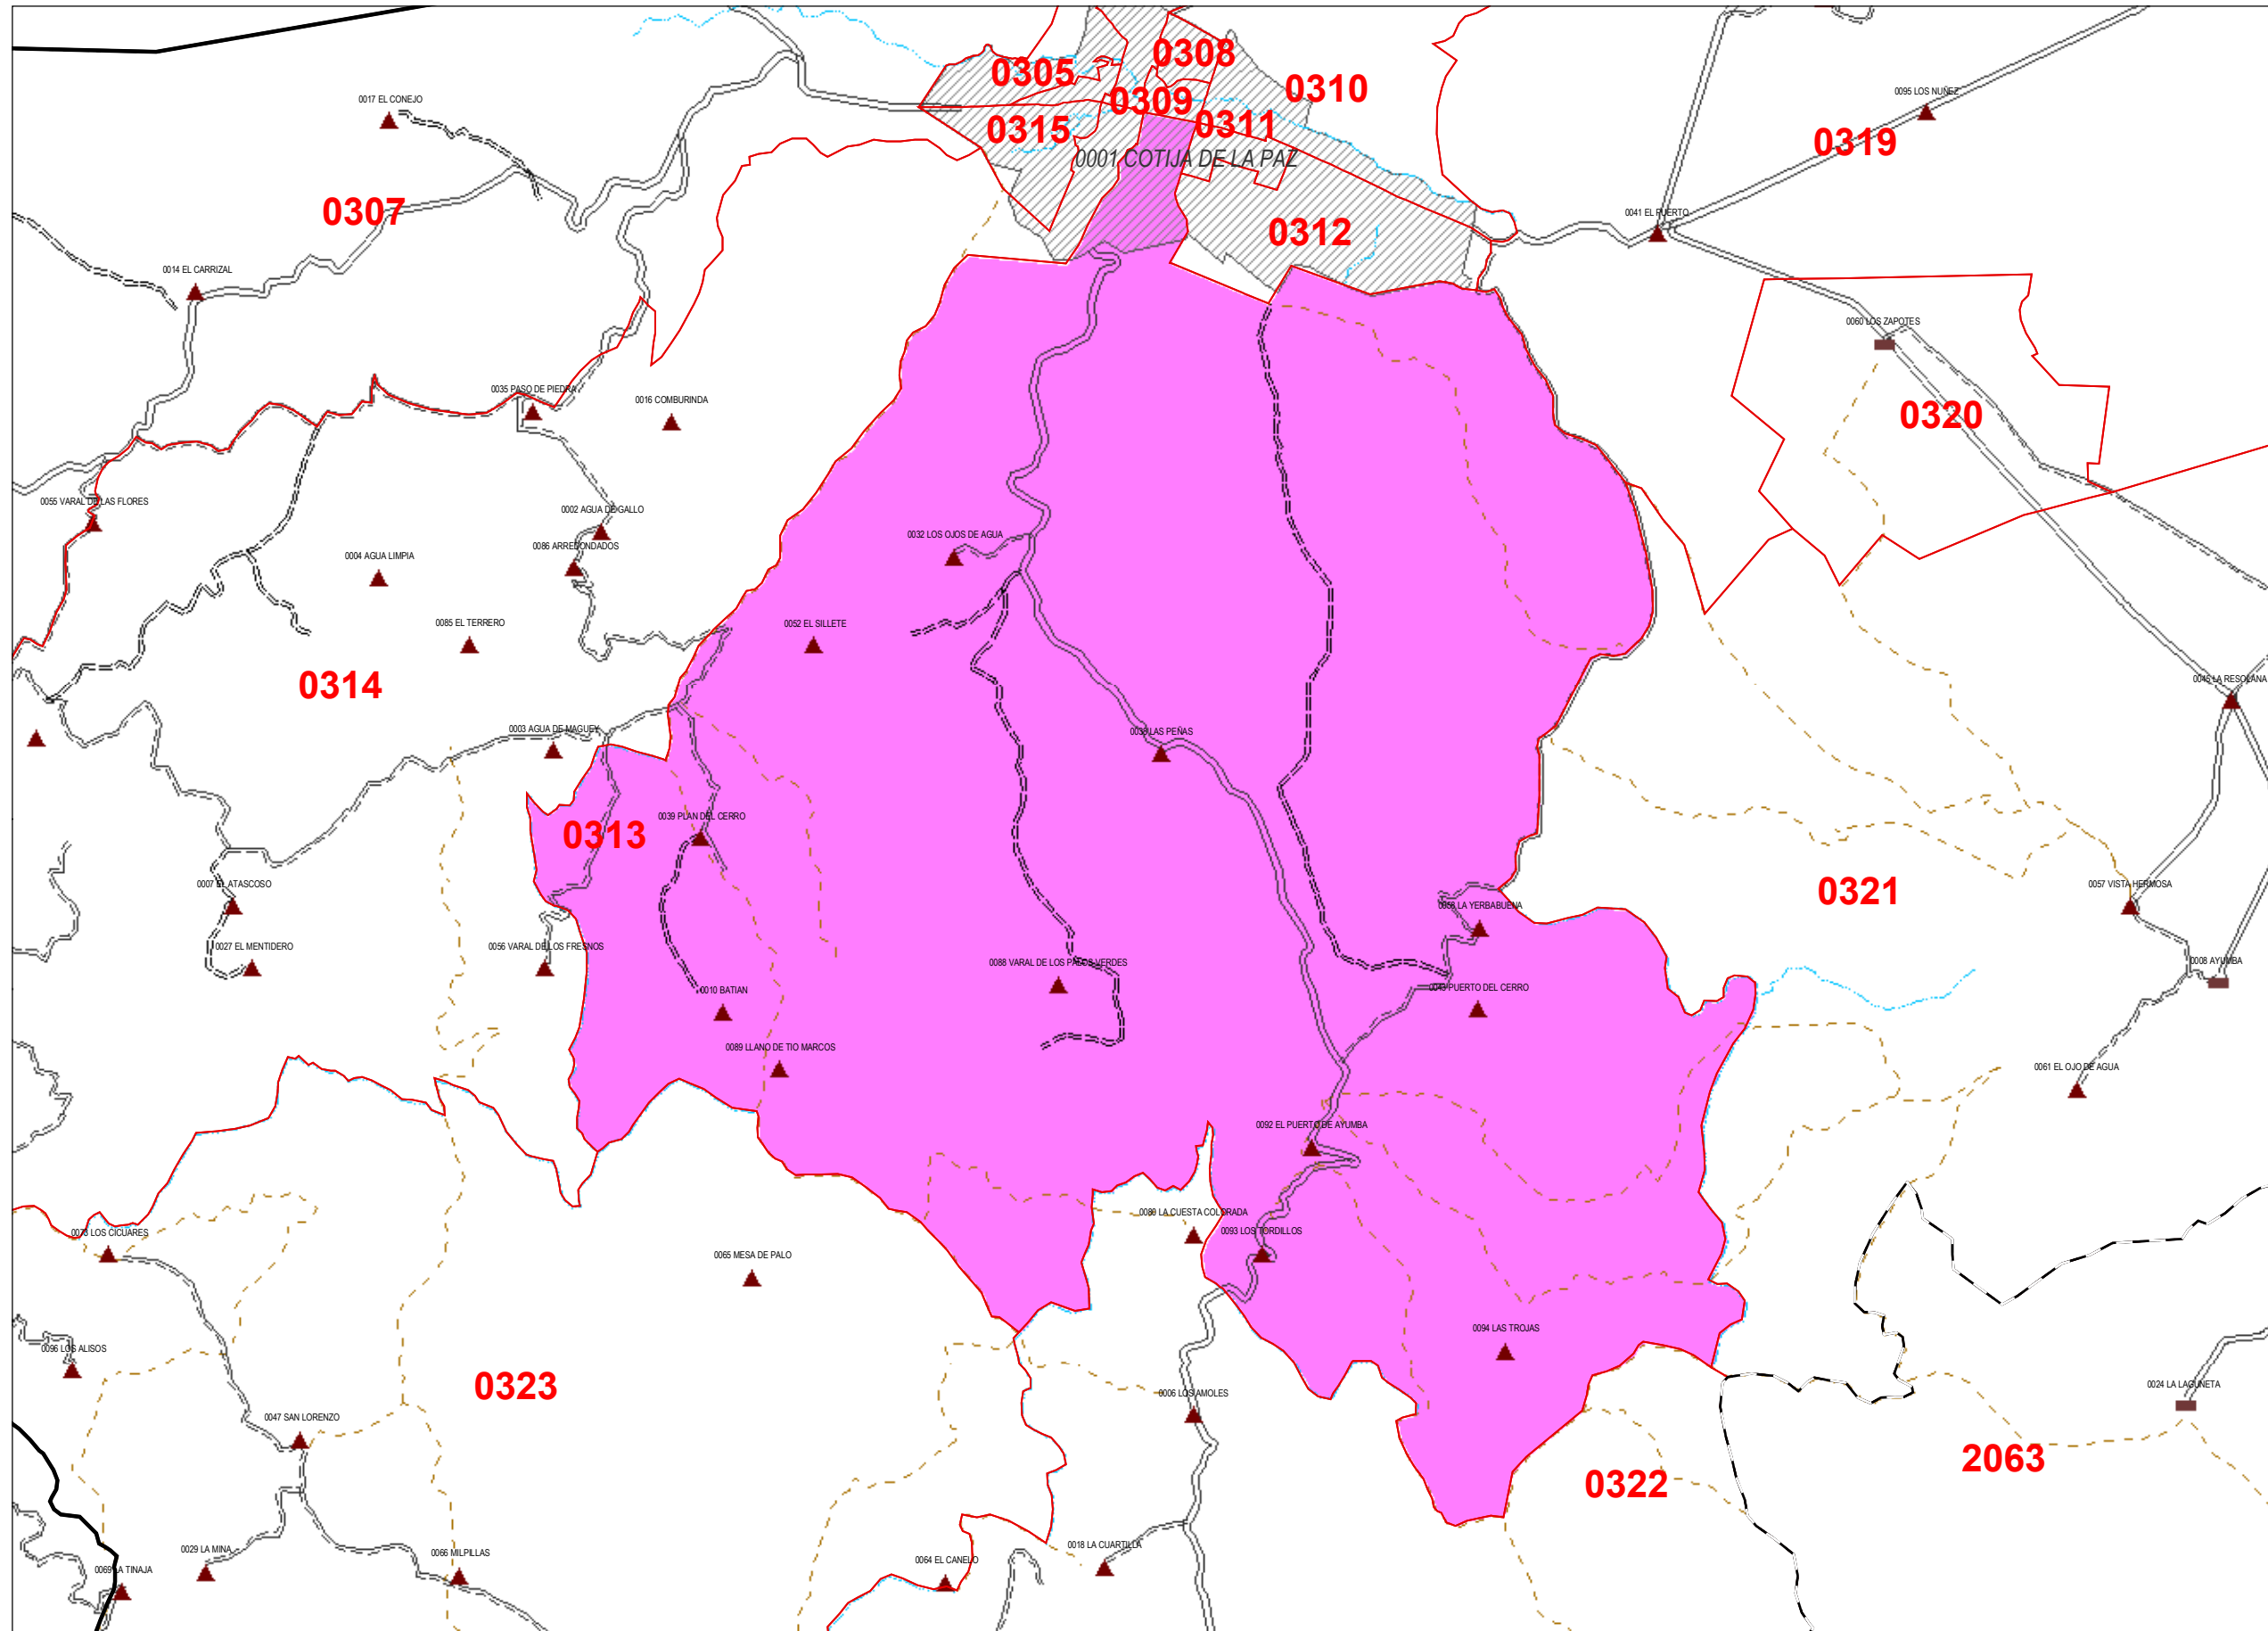 0308
0305
0310
0017 EL CONEJO
0309
0095 LOS NUÑEZ
0315
0311
0319
0001 COTIJA DE LA PAZ
0307
0041 EL PUERTO
0312
0014 EL CARRIZAL
0060 LOS ZAPOTES
0035 PASO DE PIEDRA
0016 COMBURINDA
0320
0055 VARAL DE LAS FLORES
0002 AGUA DE GALLO
0032 LOS OJOS DE AGUA
0086 ARREDONDADOS
0004 AGUA LIMPIA
0085 EL TERRERO
0052 EL SILLETE
0314
0045 LA RESOLANA
0003 AGUA DE MAGUEY
0038 LAS PEÑAS
0039 PLAN DEL CERRO
0313
0007 EL ATASCOSO
0321
0057 VISTA HERMOSA
0058 LA YERBABUENA
0027 EL MENTIDERO
0056 VARAL DE LOS FRESNOS
0088 VARAL DE LOS PALOS VERDES
0008 AYUMBA
0010 BATIAN
0043 PUERTO DEL CERRO
0089 LLANO DE TIO MARCOS
0061 EL OJO DE AGUA
0092 EL PUERTO DE AYUMBA
0080 LA CUESTA COLORADA
0073 LOS CICUARES
0093 LOS TORDILLOS
0065 MESA DE PALO
0094 LAS TROJAS
0096 LOS ALISOS
0323
0024 LA LAGUNETA
0006 LOS AMOLES
0047 SAN LORENZO
2063
0322
0029 LA MINA
0064 EL CANELO
0018 LA CUARTILLA
0069 LA TINAJA
0066 MILPILLAS